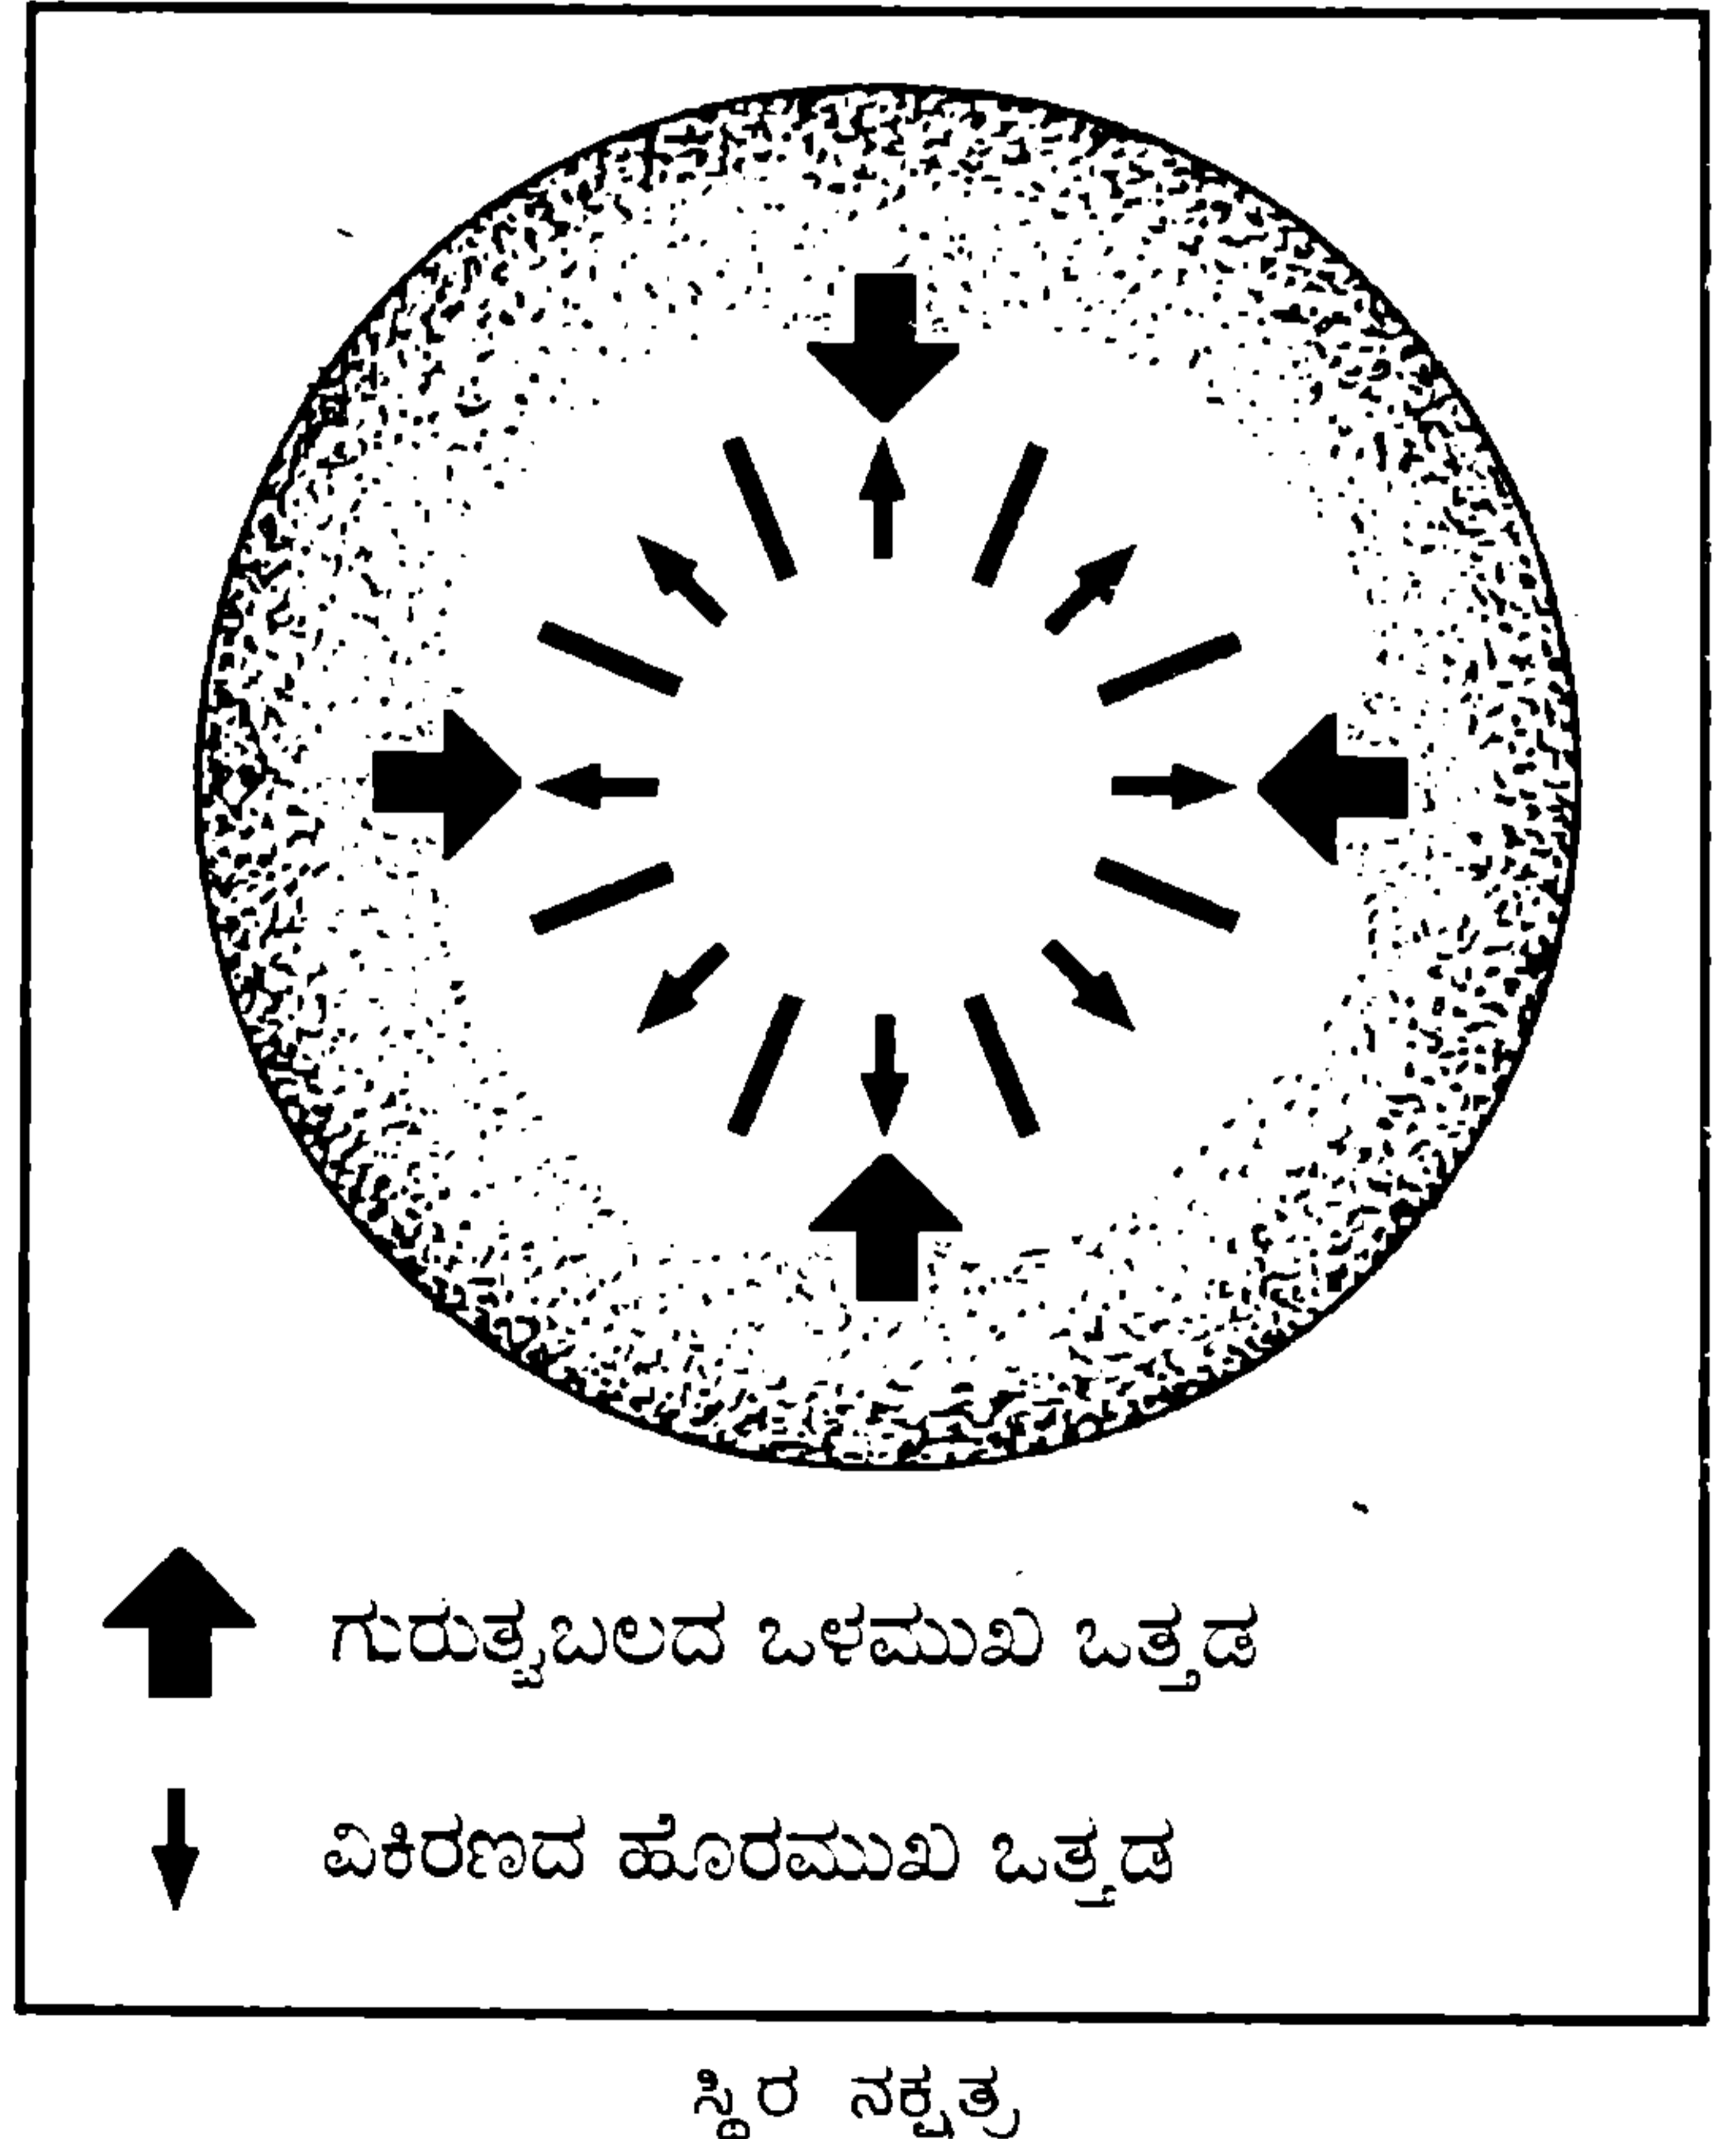 ಗುರುತ್ವಬಲದ ಒಳಮುಖ ಒತ್ತಡ
ವಿಕಿರಣದ ಹೊರಮುಖ ಒತ್ತಡ
ಸ್ಥಿರ ನಕ್ಷತ್ರ